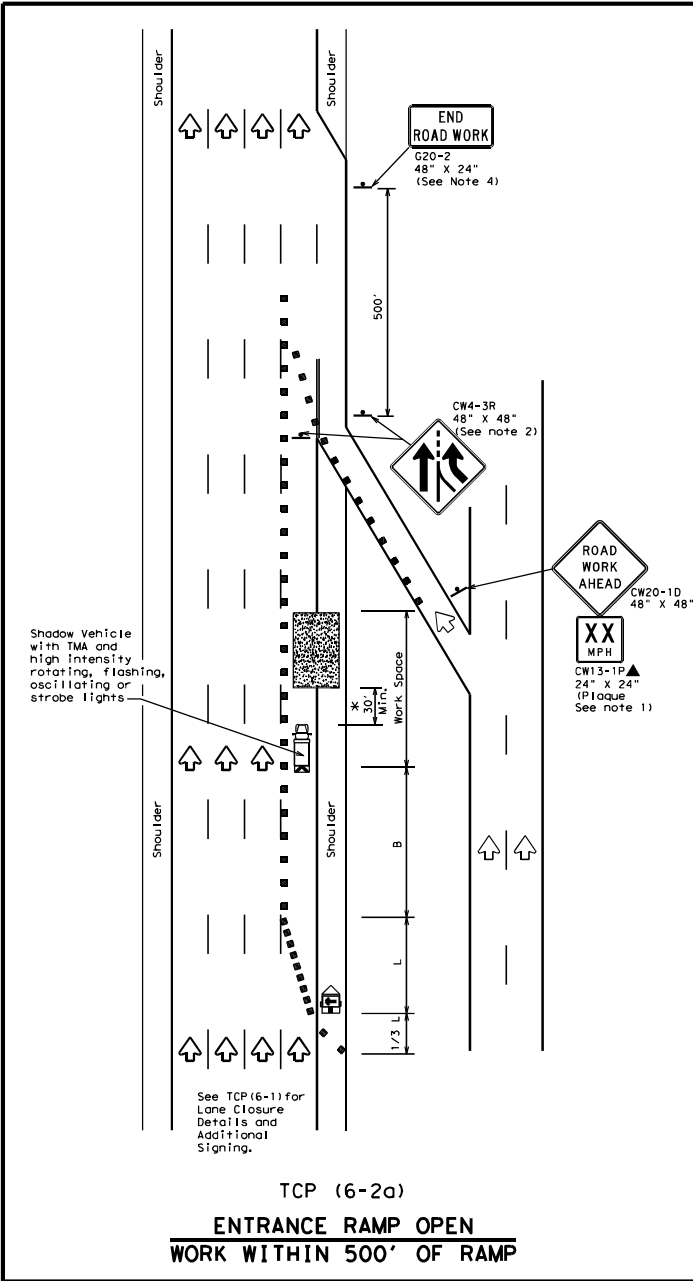 Shoulder
Shoulder
END
ROAD WORK
G20-2
48" X 24"
(See Note 4)
500'
CW4-3R
48" X 48"
(See note 2)
ROAD
WORK
AHEAD
CW20-1D
48" X 48"
XX
MPH
CW13-1P▲
24" X 24"
(Plaque
See note 1)
Shadow Vehicle
with TMA and
high intensity
rotating, flashing,
oscillating or
strobe lights
*
30'
Min.
Work Space
Shoulder
Shoulder
B
L
1/3 L
See TCP(6-1)for
Lane Closure
Details and
Additional
Signing.
TCP (6-2a)
ENTRANCE RAMP OPEN
WORK WITHIN 500' OF RAMP